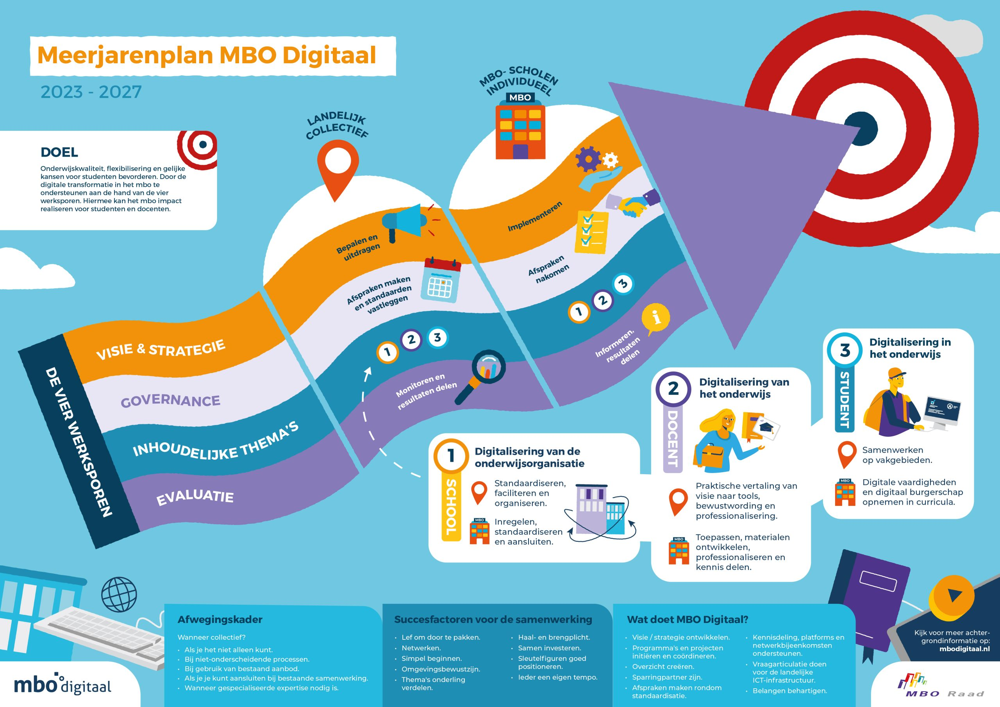 Meerjarenplan MBO Digitaal
2023 - 2027
DOEL
Onderwijskwaliteit, flexibilisering en gelijke
kansen voor studenten bevorderen. Door de
digitale transformatie in het mbo te
ondersteunen aan de hand van de vier
werksporen. Hiermee kan het mbo impact
realiseren voor studenten en docenten.
LANDELIJK
COLLECTIEF
MBO- SCHOLEN
INDIVIDUEEL
MBO
DE VIER WERKSPOREN
VISIE & STRATEGIE
Bepalen en
uitdragen
Implementeren
GOVERNANCE
Afspraken maken
en standaarden
vastleggen
Afspraken
nakomen
INHOUDELIJKE THEMA'S
1
2
3
1
2
3
EVALUATIE
Monitoren en
resultaten delen
Informeren,
resultaten
delen
i
1
SCHOOL
Digitalisering van de
onderwijsorganisatie
Standaardiseren,
faciliteren en
organiseren.
MBO
Inregelen,
standaardiseren
en aansluiten.
2
DOCENT
Digitalisering van
het onderwijs
Praktische vertaling van
visie naar tools,
bewustwording en
professionalisering.
MBO
Toepassen, materialen
ontwikkelen,
professionaliseren en
kennis delen.
3
STUDENT
Digitalisering in
het onderwijs
Samenwerken
op vakgebieden.
MBO
Digitale vaardigheden
en digitaal burgerschap
opnemen in curricula.
Afwegingskader
Wanneer collectief?
· Als je het niet alleen kunt.
· Bij niet-onderscheidende processen.
· Bij gebruik van bestaand aanbod.
· Als je je kunt aansluiten bij bestaande samenwerking.
· Wanneer gespecialiseerde expertise nodig is.
Succesfactoren voor de samenwerking
· Lef om door te pakken.
· Netwerken.
· Simpel beginnen.
· Omgevingsbewustzijn.
· Thema's onderling
verdelen.
· Haal- en brengplicht.
· Samen investeren.
· Sleutelfiguren goed
positioneren.
· Ieder een eigen tempo.
Wat doet MBO Digitaal?
· Visie / strategie ontwikkelen.
· Programma's en projecten
initiëren en coördineren.
· Overzicht creëren.
· Sparringpartner zijn.
· Afspraken maken rondom
standaardisatie.
· Kennisdeling, platforms en
netwerkbijeenkomsten
ondersteunen.
· Vraagarticulatie doen
voor de landelijke
ICT-infrastructuur.
· Belangen behartigen.
Kijk voor meer achter-
grondinformatie op:
mbodigitaal.nl
mbo digitaal
MBO Raad